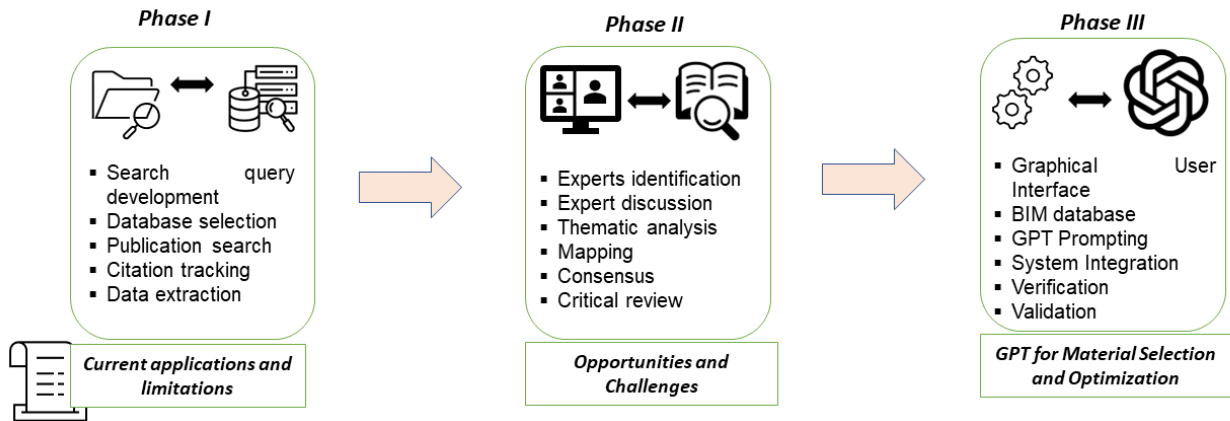 Phase I
Search query
development
Database selection
Publication search
Citation tracking
Data extraction
Current applications and
limitations
Phase II
Experts identification
Expert discussion
Thematic analysis
Mapping
Consensus
Critical review
Opportunities and
Challenges
Phase III
Graphical User
Interface
BIM database
GPT Prompting
System Integration
Verification
Validation
GPT for Material Selection
and Optimization